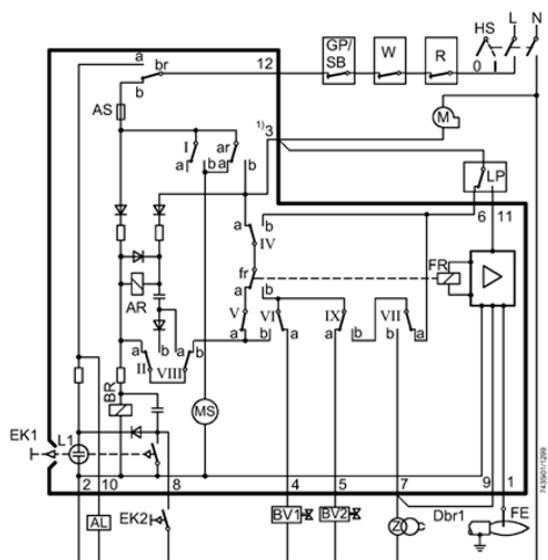 HS L N
GP/
SB
W
R
0 I
a
br
b
12
AS
M
1) 3
I
ar
a
b
a
b
LP
6 11
a
b
IV
fr
FR
a
b
AR
V
VI
IX
VII
a
b
a
a
b
b
a
a
b
a
b
II
VIII
BR
MS
EK1
L1
2 10 8 4 5 7 9 1
AL
EK2
BV1
BV2
Z
Dbr1
FE
7435901/1299